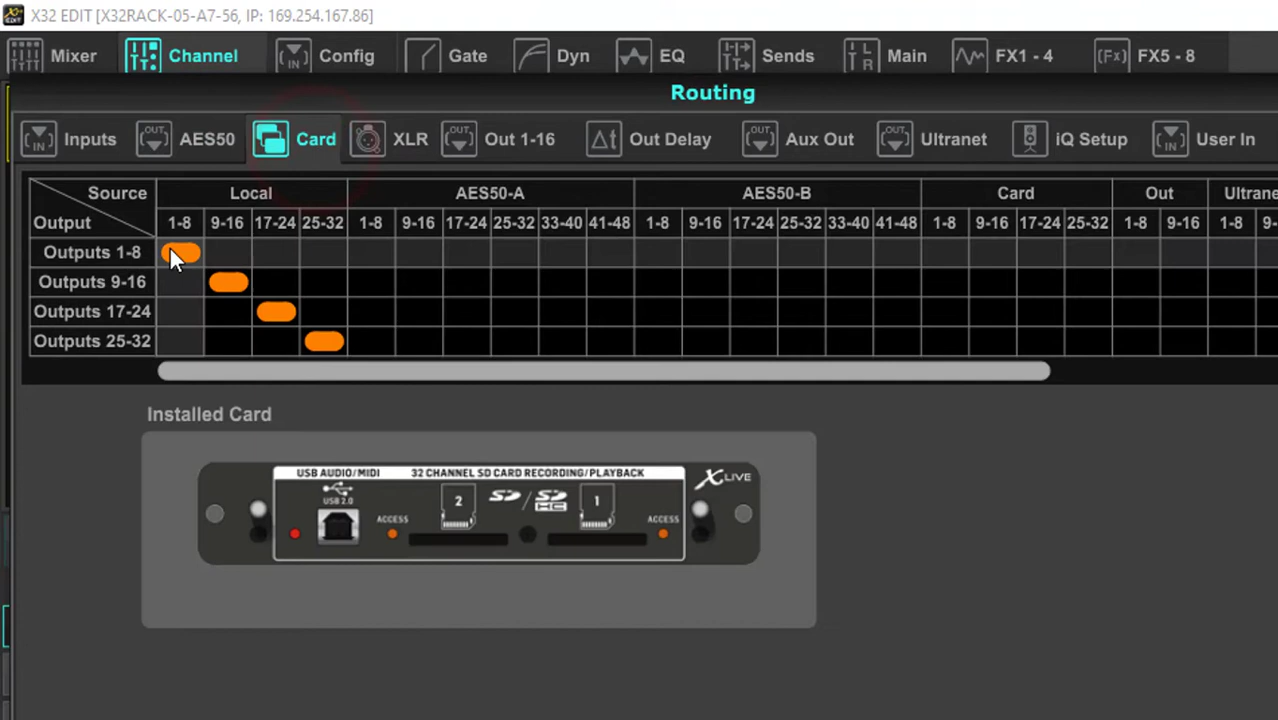 X32 EDIT [X32RACK-05-A7-56, IP: 169.254.167.86]
Mixer Channel Config Gate Dyn EQ Sends Main FX1 - 4 FX5 - 8
Routing
Inputs AES50 Card XLR Out 1-16 Out Delay Aux Out Ultranet iQ Setup User In
Source Local AES50-A AES50-B Card Out Ultrane
Output 1-8 9-16 17-24 25-32 1-8 9-16 17-24 25-32 33-40 41-48 1-8 9-16 17-24 25-32 33-40 41-48 1-8 9-16 17-24 25-32 1-8 9-16 1-8 9-
Outputs 1-8
Outputs 9-16
Outputs 17-24
Outputs 25-32
Installed Card
USB AUDIO/MIDI 32 CHANNEL SD CARD RECORDING/PLAYBACK
X LIVE
USB 2.0
2 SD / SD HC 1
ACCESS ACCESS